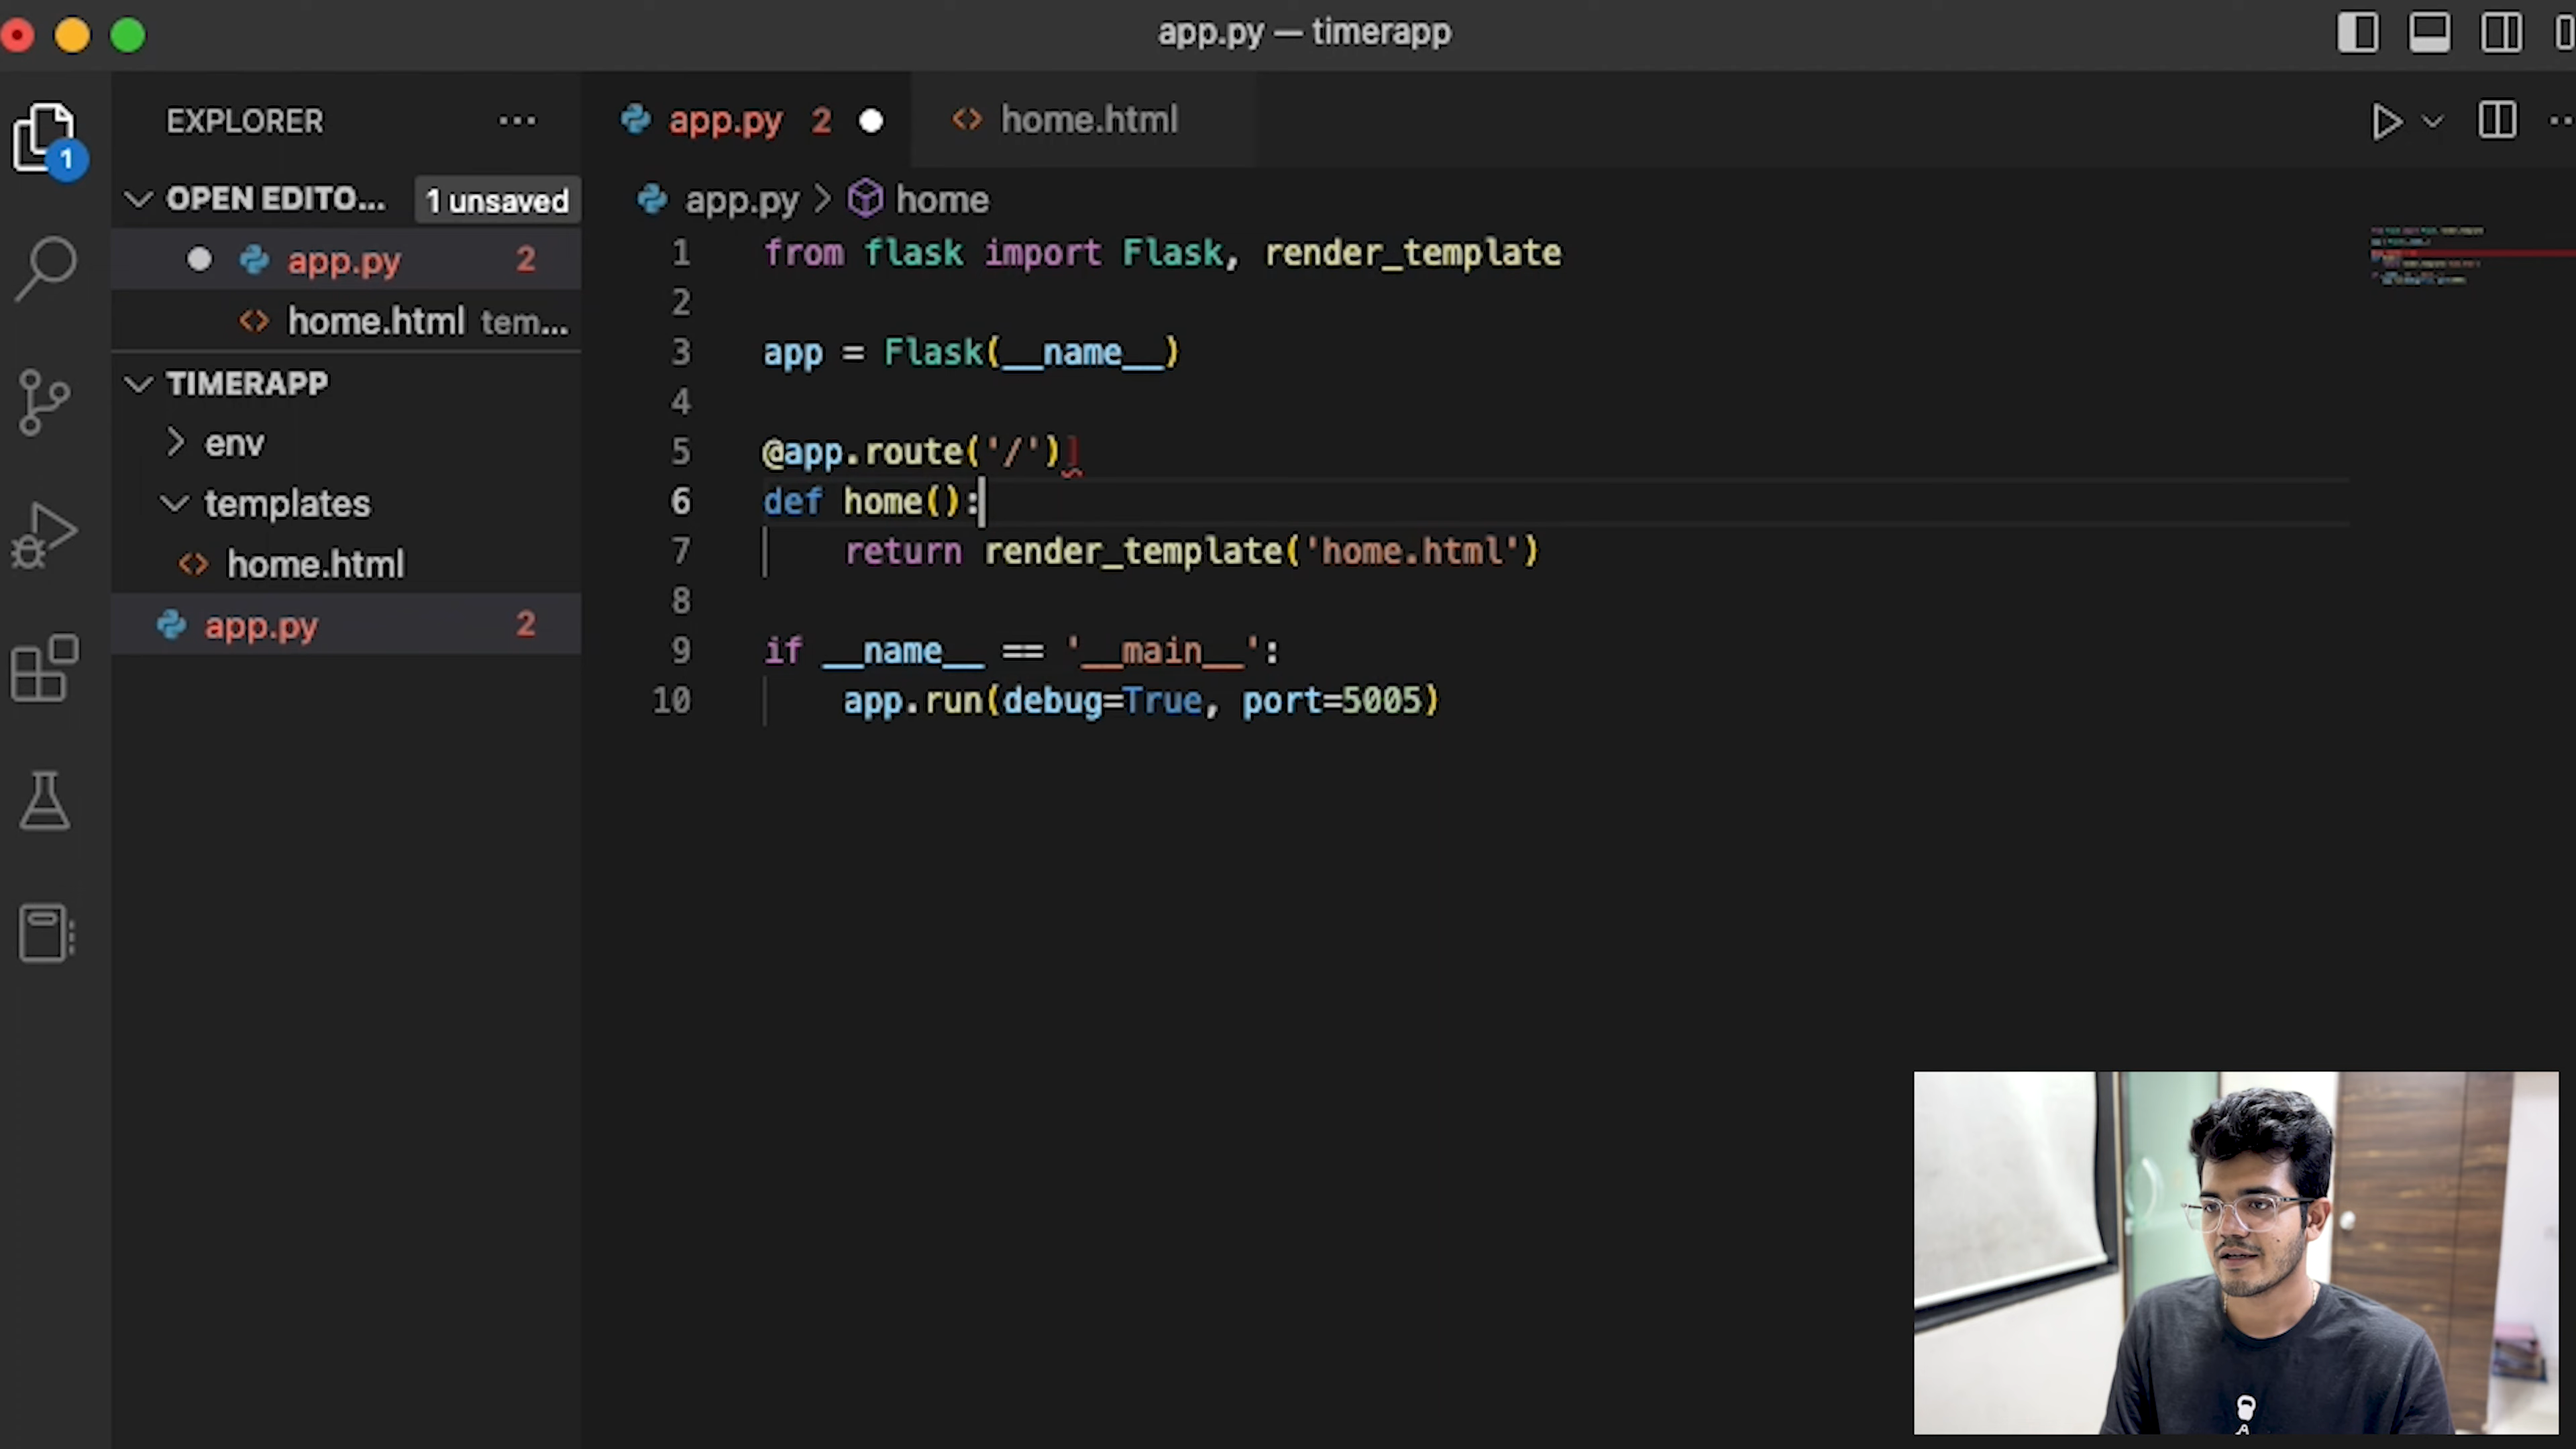 app.py — timerapp
EXPLORER
app.py 2
home.html
1
OPEN EDITO... 1 unsaved
app.py > home
app.py 2
home.html tem...
TIMERAPP
env
templates
home.html
app.py 2
1 from flask import Flask, render_template
2
3 app = Flask(__name__)
4
5 @app.route('/')]
6 def home():
7 return render_template('home.html')
8
9 if __name__ == '__main__':
10 app.run(debug=True, port=5005)
A